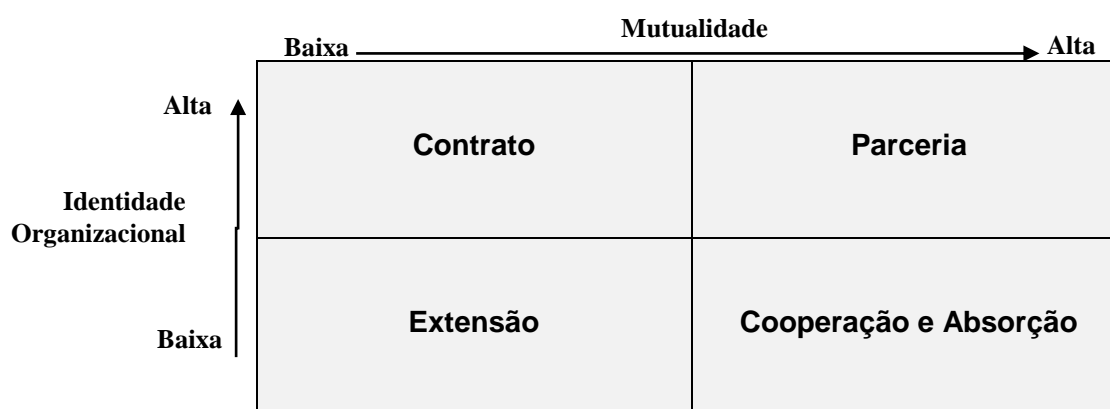 Mutualidade
Baixa
Alta
Alta
Contrato
Parceria
Identidade
Organizacional
Baixa
Extensão
Cooperação e Absorção